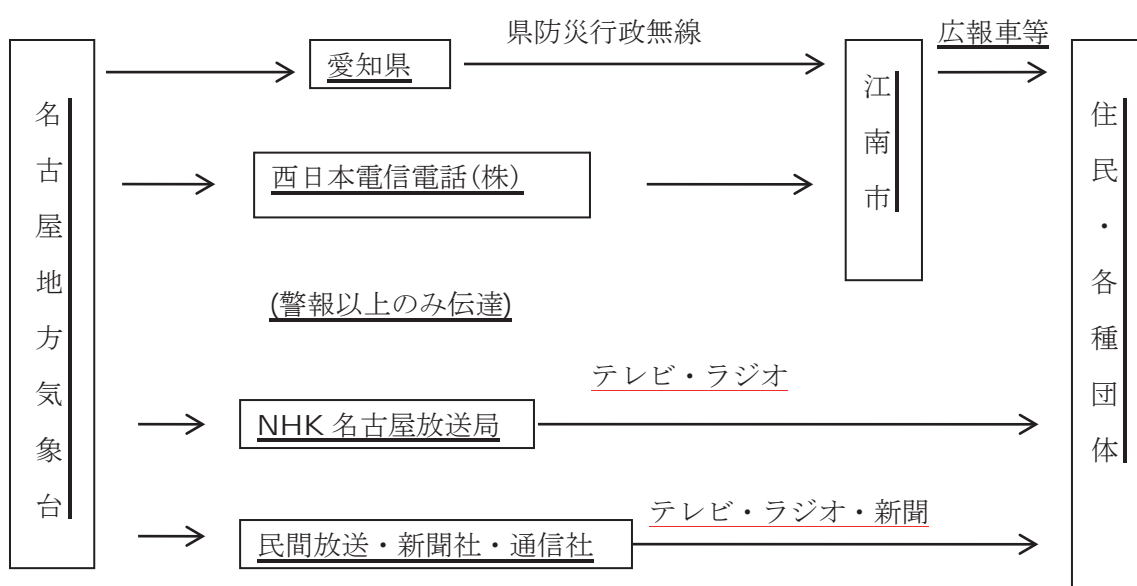 名古屋地方気象台
愛知県
県防災行政無線
江南市
広報車等
住民・各種団体
西日本電信電話(株)
(警報以上のみ伝達)
NHK 名古屋放送局
テレビ・ラジオ
民間放送・新聞社・通信社
テレビ・ラジオ・新聞